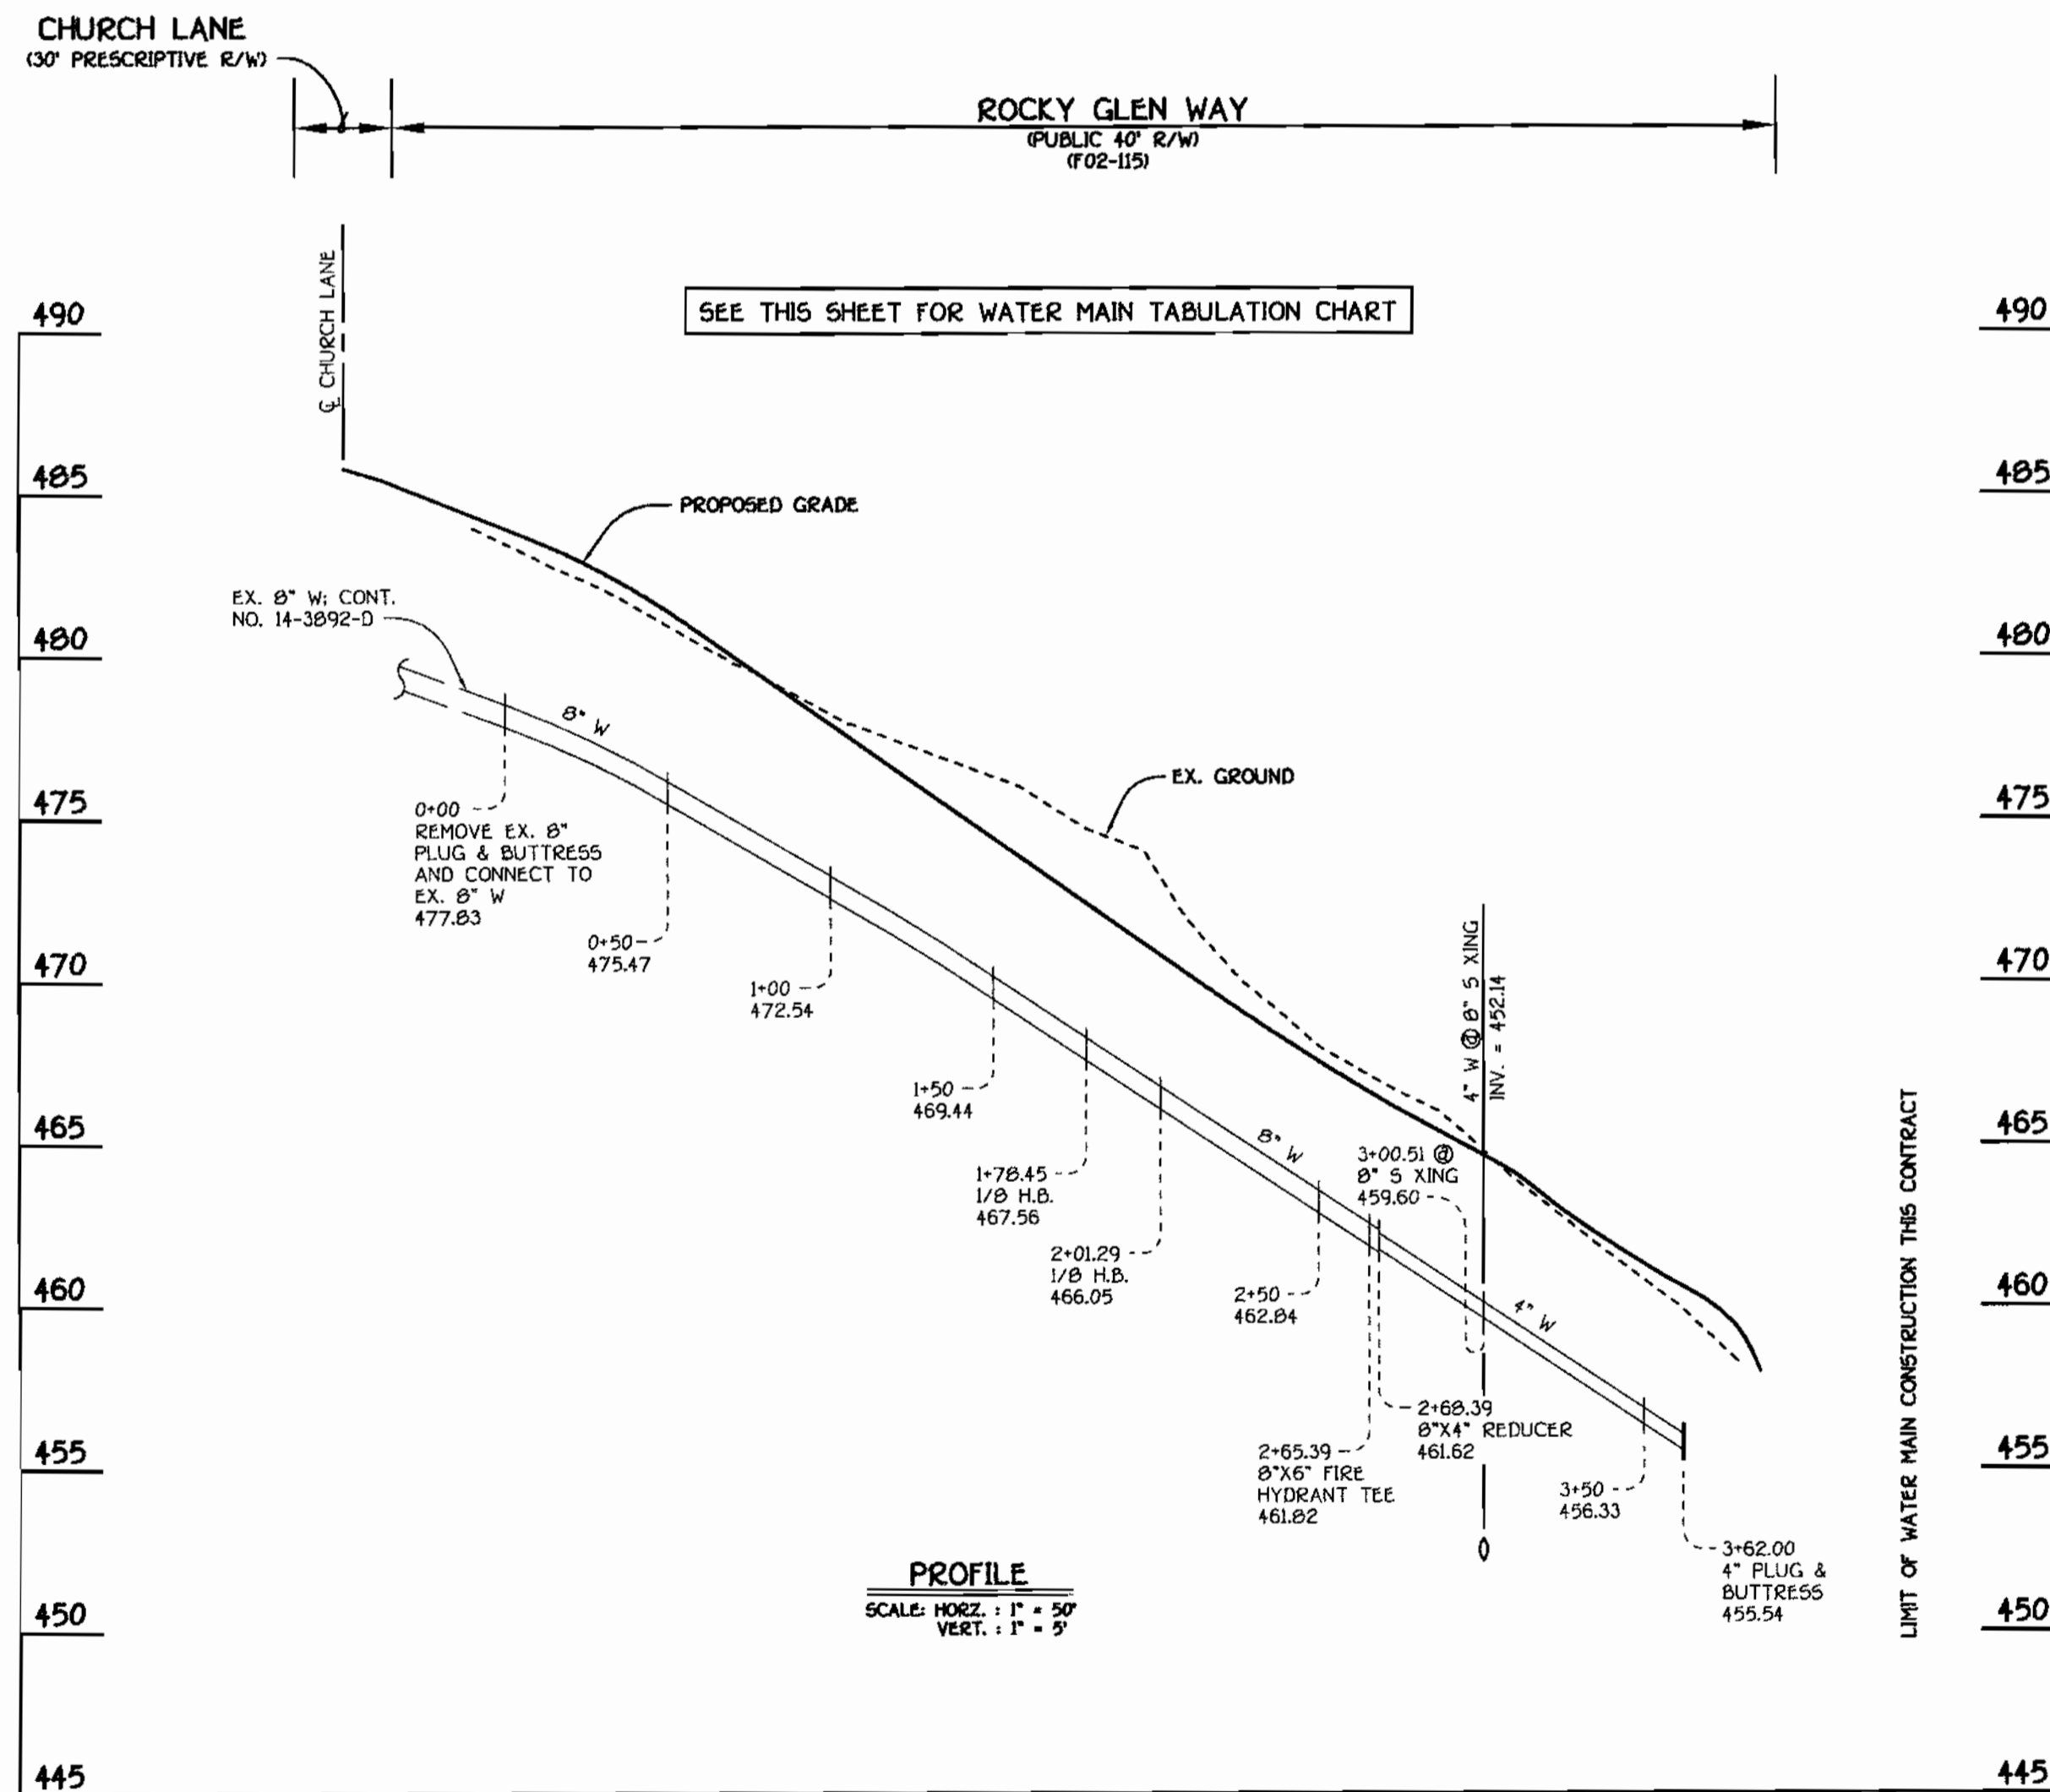 CHURCH LANE
(30' PRESCRIPTIVE R/W)
ROCKY GLEN WAY
(PUBLIC 40' R/W)
(F02-115)
℄ CHURCH LANE
SEE THIS SHEET FOR WATER MAIN TABULATION CHART
490
485
480
475
470
465
460
455
450
445
490
485
480
475
470
465
460
455
450
445
PROPOSED GRADE
EX. 8" W; CONT.
NO. 14-3892-D
8" W
EX. GROUND
0+00
REMOVE EX. 8"
PLUG & BUTTRESS
AND CONNECT TO
EX. 8" W
477.83
0+50
475.47
1+00
472.54
1+50
469.44
1+78.45
1/8 H.B.
467.56
2+01.29
1/8 H.B.
466.05
8" W
2+50
462.84
2+65.39
8"X6" FIRE
HYDRANT TEE
461.82
2+68.39
8"X4" REDUCER
461.62
3+00.51 @
8" S XING
459.60
4" W @ 8" S XING
INV. = 452.14
4" W
3+50
456.33
3+62.00
4" PLUG &
BUTTRESS
455.54
LIMIT OF WATER MAIN CONSTRUCTION THIS CONTRACT
PROFILE
SCALE: HORZ. : 1" = 50'
VERT. : 1" = 5'